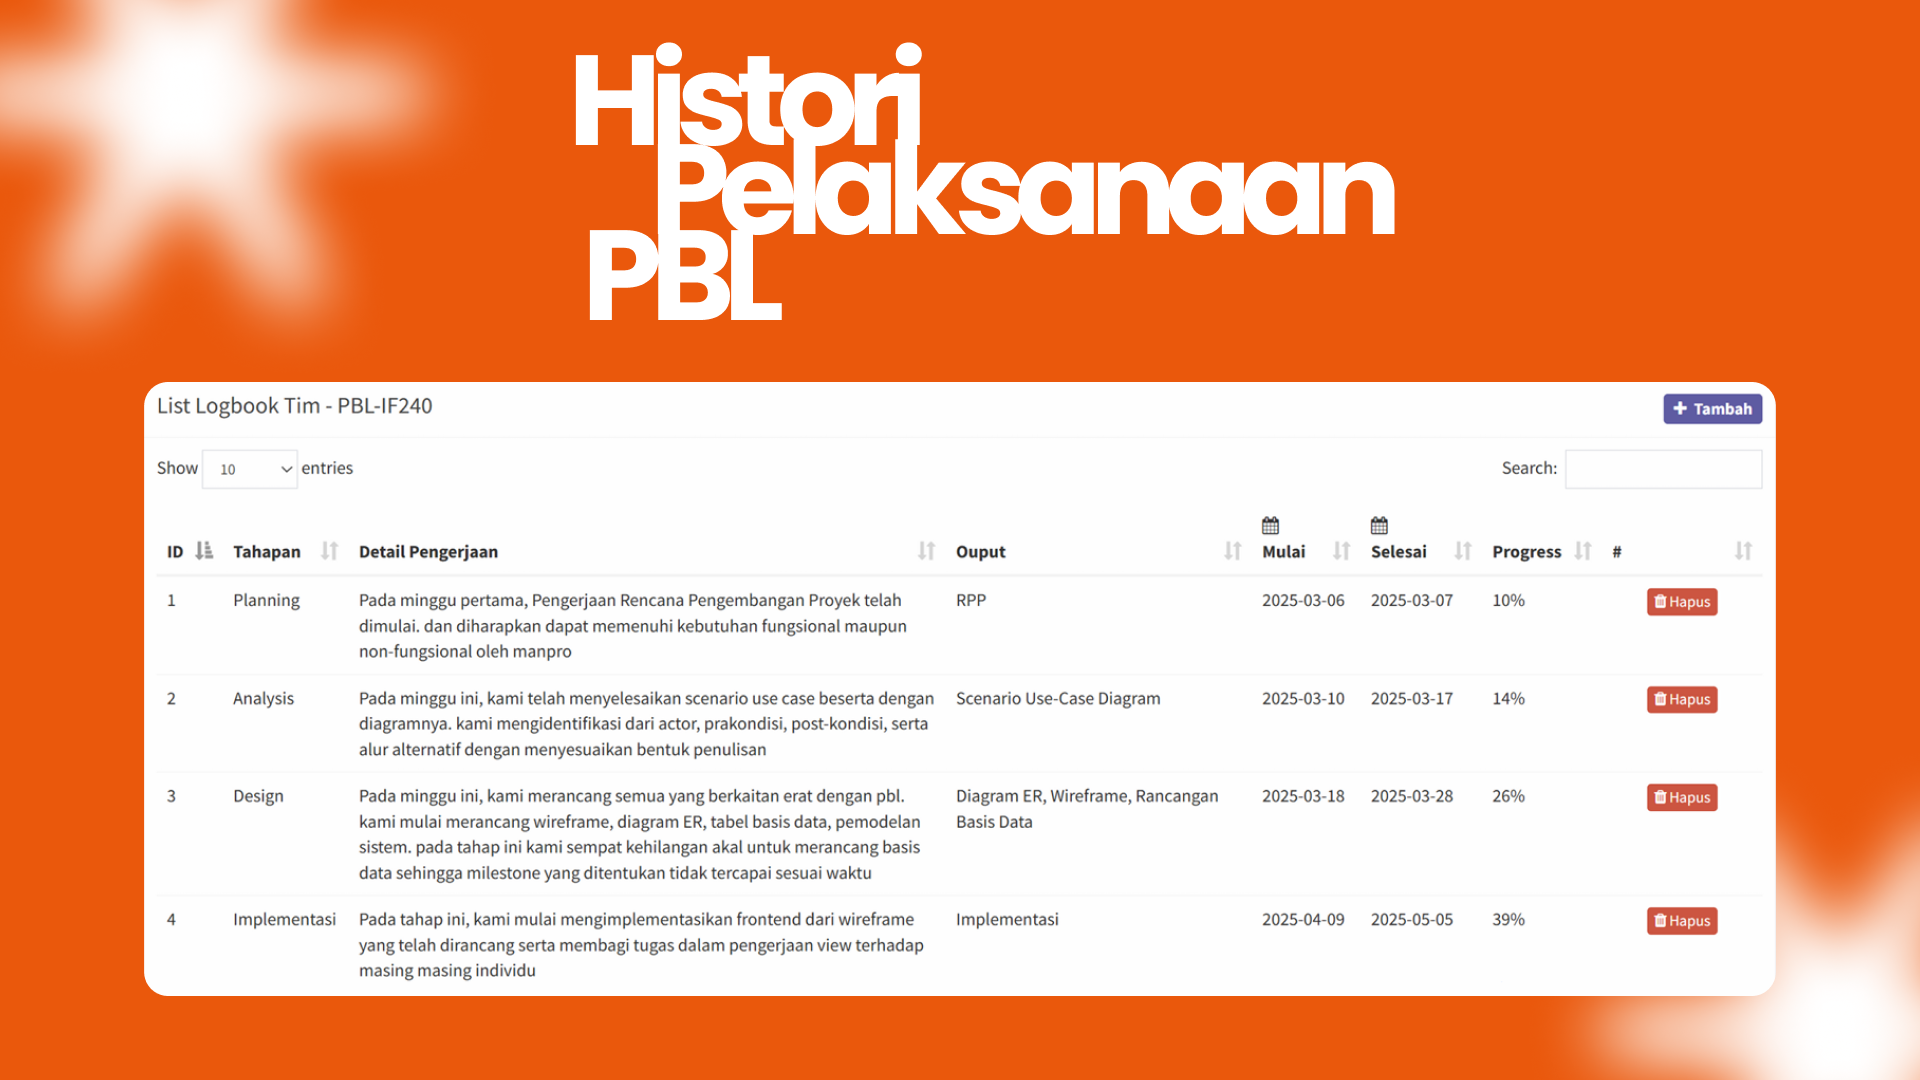 Histori
Pelaksanaan
PBL
List Logbook Tim - PBL-IF240
+ Tambah
Show 10 entries
Search:
ID Tahapan Detail Pengerjaan Ouput Mulai Selesai Progress #
1 Planning Pada minggu pertama, Pengerjaan Rencana Pengembangan Proyek telah RPP 2025-03-06 2025-03-07 10% Hapus
dimulai. dan diharapkan dapat memenuhi kebutuhan fungsional maupun
non-fungsional oleh manpro
2 Analysis Pada minggu ini, kami telah menyelesaikan scenario use case beserta dengan Scenario Use-Case Diagram 2025-03-10 2025-03-17 14% Hapus
diagramnya. kami mengidentifikasi dari actor, prakondisi, post-kondisi, serta
alur alternatif dengan menyesuaikan bentuk penulisan
3 Design Pada minggu ini, kami merancang semua yang berkaitan erat dengan pbl. Diagram ER, Wireframe, Rancangan 2025-03-18 2025-03-28 26% Hapus
kami mulai merancang wireframe, diagram ER, tabel basis data, pemodelan Basis Data
sistem. pada tahap ini kami sempat kehilangan akal untuk merancang basis
data sehingga milestone yang ditentukan tidak tercapai sesuai waktu
4 Implementasi Pada tahap ini, kami mulai mengimplementasikan frontend dari wireframe Implementasi 2025-04-09 2025-05-05 39% Hapus
yang telah dirancang serta membagi tugas dalam pengerjaan view terhadap
masing masing individu